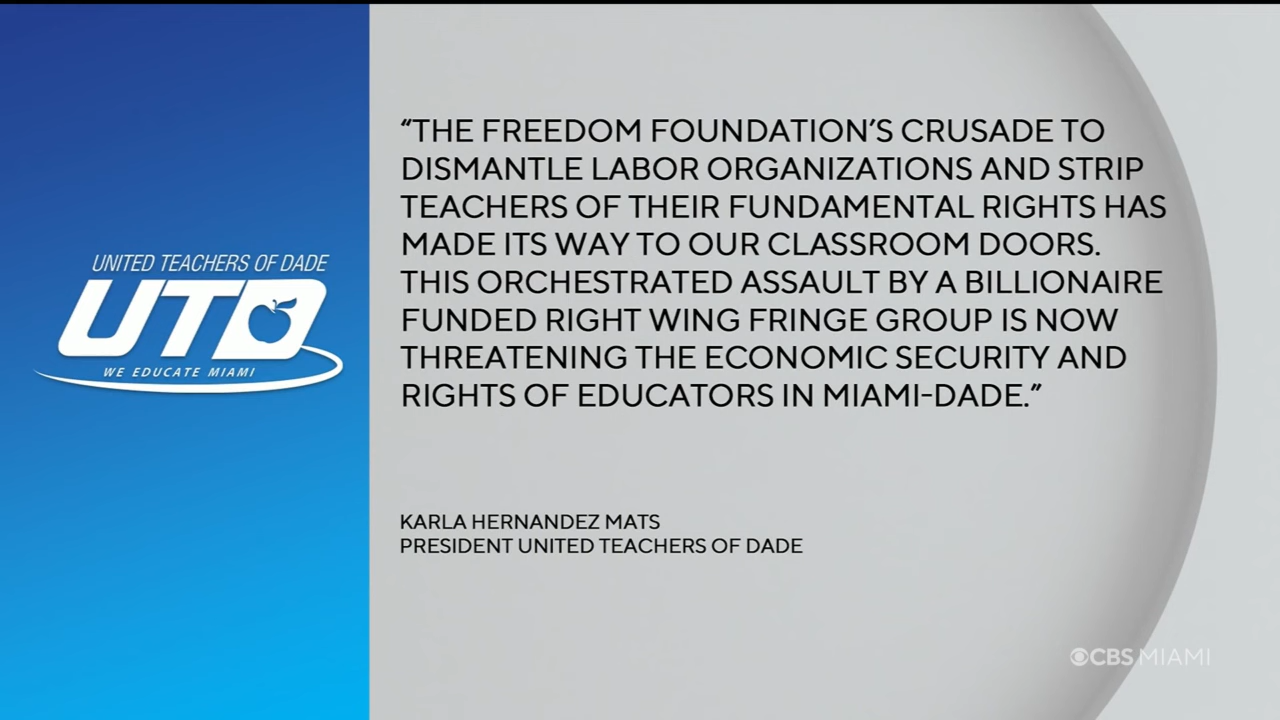 UNITED TEACHERS OF DADE
UTD
WE EDUCATE MIAMI
“THE FREEDOM FOUNDATION’S CRUSADE TO
DISMANTLE LABOR ORGANIZATIONS AND STRIP
TEACHERS OF THEIR FUNDAMENTAL RIGHTS HAS
MADE ITS WAY TO OUR CLASSROOM DOORS.
THIS ORCHESTRATED ASSAULT BY A BILLIONAIRE
FUNDED RIGHT WING FRINGE GROUP IS NOW
THREATENING THE ECONOMIC SECURITY AND
RIGHTS OF EDUCATORS IN MIAMI-DADE.”
KARLA HERNANDEZ MATS
PRESIDENT UNITED TEACHERS OF DADE
CBS MIAMI